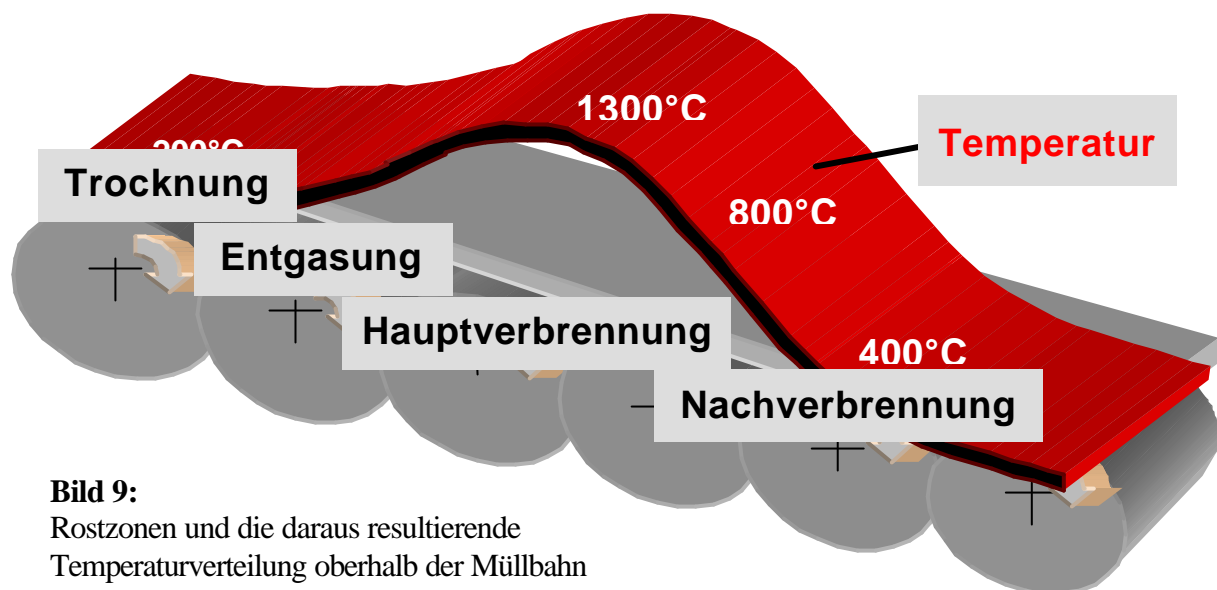 1300°C
Temperatur
Trocknung
800°C
Entgasung
Hauptverbrennung
400°C
Nachverbrennung
Bild 9:
Rostzonen und die daraus resultierende
Temperaturverteilung oberhalb der Müllbahn